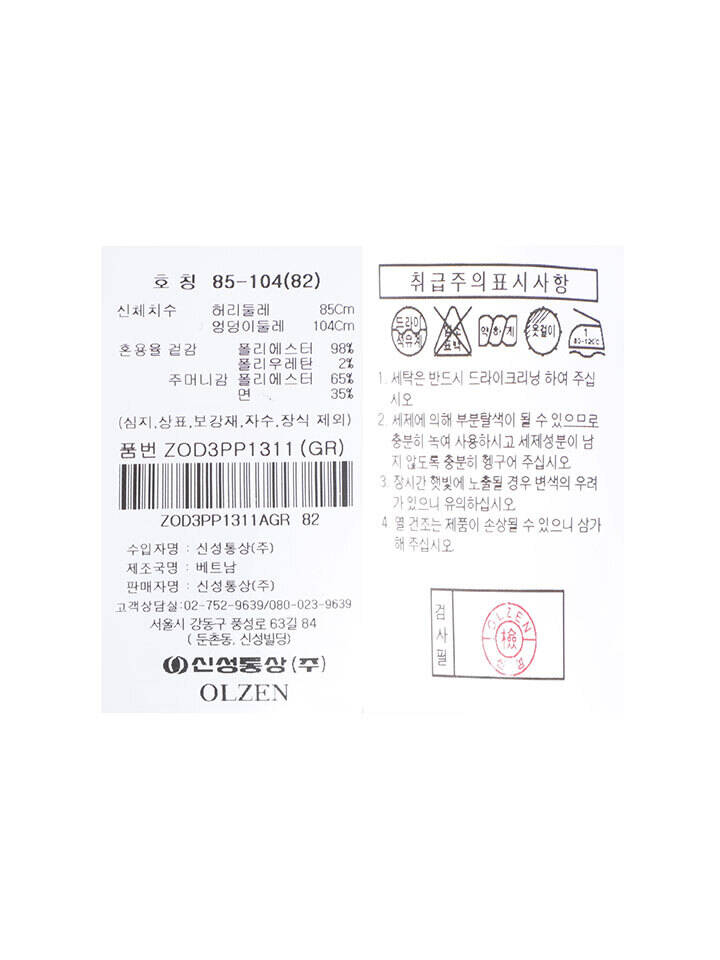 호 칭 85-104(82)
신체치수 허리둘레 85Cm
엉덩이둘레 104Cm
혼용율 겉감 폴리에스터 98%
폴리우레탄 2%
주머니감 폴리에스터 65%
면 35%
(심지,상표,보강재,자수,장식 제외)
품번 ZOD3PP1311(GR)
ZOD3PP1311AGR 82
수입자명 : 신성통상(주)
제조국명 : 베트남
판매자명 : 신성통상(주)
고객상담실:02-752-9639/080-023-9639
서울시 강동구 풍성로 63길 84
( 둔촌동, 신성빌딩)
신성통상(주)
OLZEN
취급주의표시사항
드라이 옷걸이
석유계 약하게 1
표백 80-120℃
1. 세탁은 반드시 드라이크리닝 하여 주십
시오
2. 세제에 의해 부분탈색이 될 수 있으므로
충분히 녹여 사용하시고 세제성분이 남
지 않도록 충분히 헹구어 주십시오.
3. 장시간 햇빛에 노출될 경우 변색의 우려
가 있으니 유의하십시오.
4. 열 건조는 제품이 손상될 수 있으니 삼가
해 주십시오.
검사필
OLZEN
檢